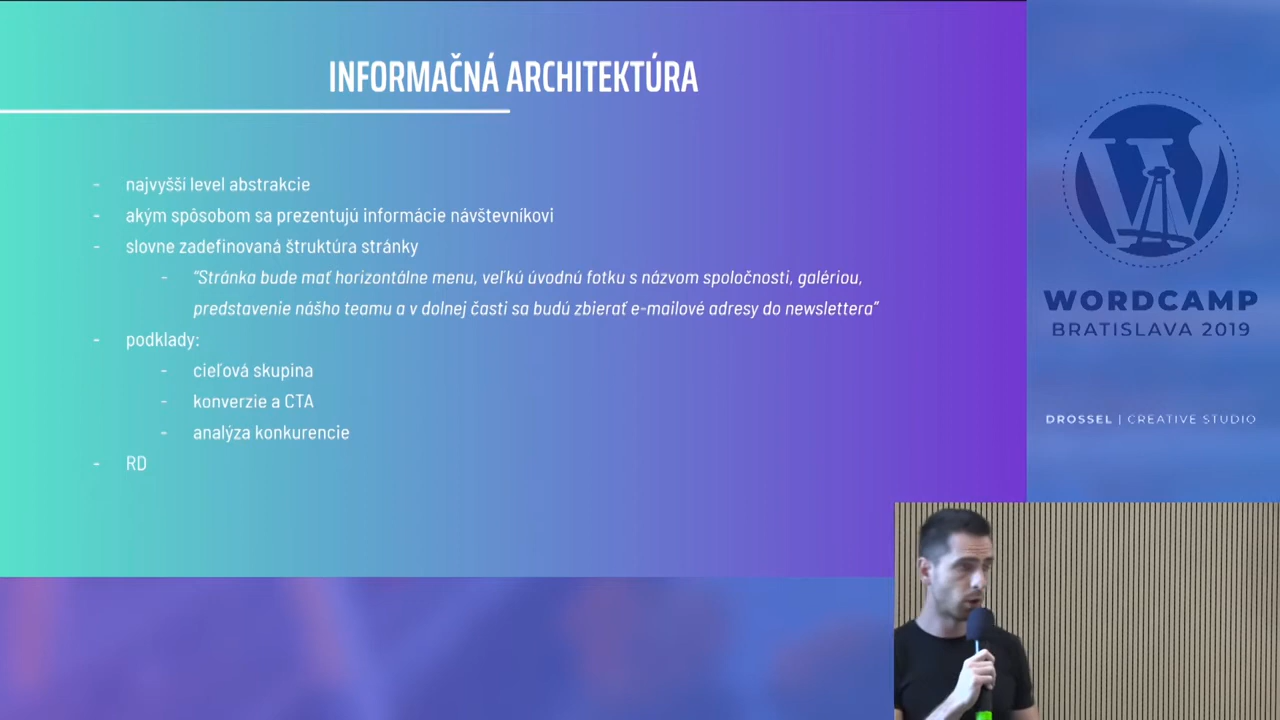 INFORMAČNÁ ARCHITEKTÚRA
- najvyšší level abstrakcie
- akým spôsobom sa prezentujú informácie návštevníkovi
- slovne zadefinovaná štruktúra stránky
- “Stránka bude mať horizontálne menu, veľkú úvodnú fotku s názvom spoločnosti, galériou,
predstavenie nášho teamu a v dolnej časti sa budú zbierať e-mailové adresy do newslettera”
- podklady:
- cieľová skupina
- konverzie a CTA
- analýza konkurencie
- RD
WORDCAMP
BRATISLAVA 2019
DROSSEL | CREATIVE STUDIO